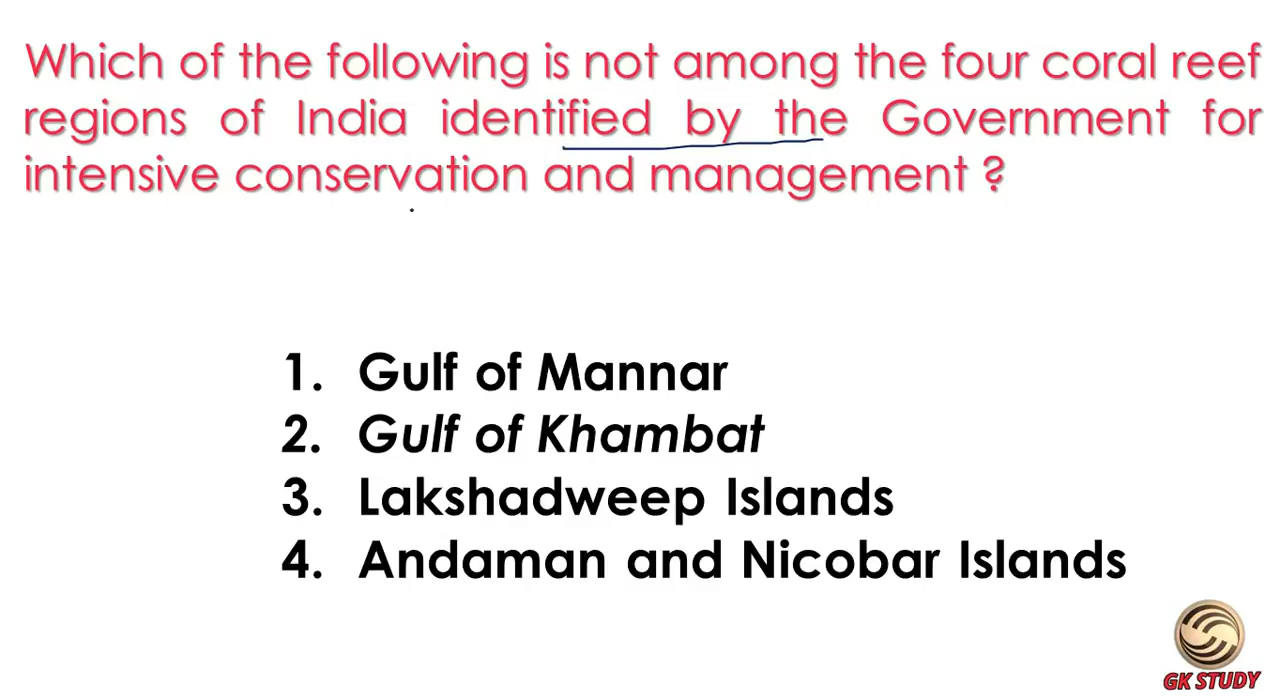 Which of the following is not among the four coral reef
regions of India identified by the Government for
intensive conservation and management ?
1. Gulf of Mannar
2. Gulf of Khambat
3. Lakshadweep Islands
4. Andaman and Nicobar Islands
GK STUDY